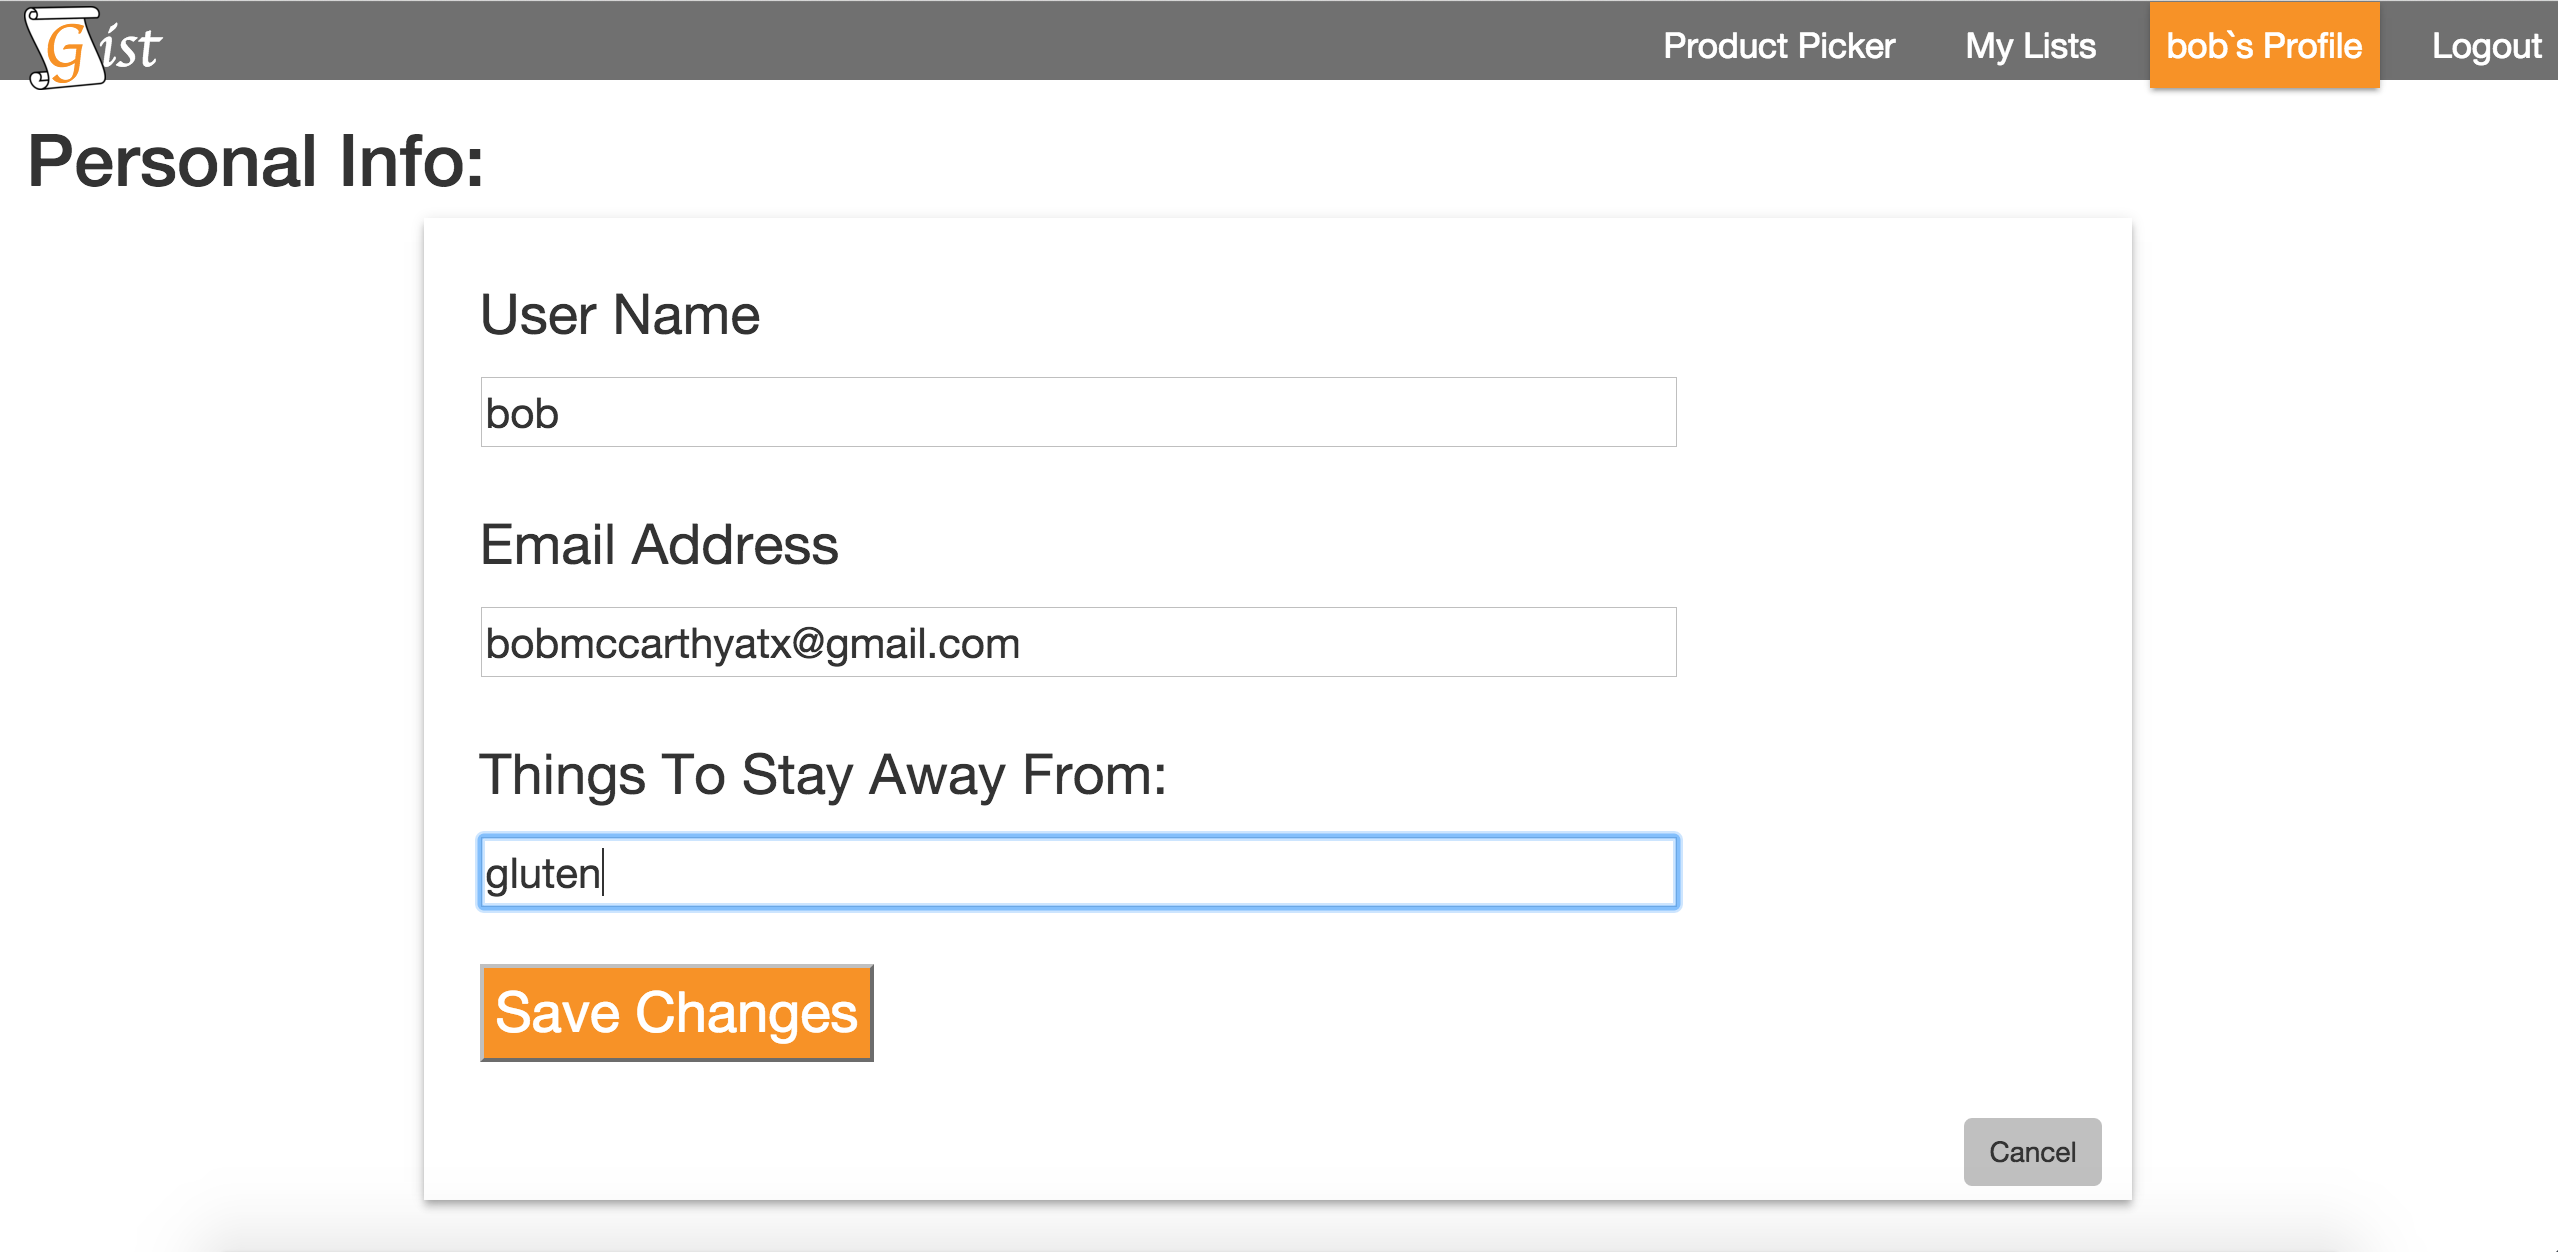 Gist
Product Picker
My Lists
bob`s Profile
Logout
Personal Info:
User Name
bob
Email Address
bobmccarthyatx@gmail.com
Things To Stay Away From:
gluten
Save Changes
Cancel